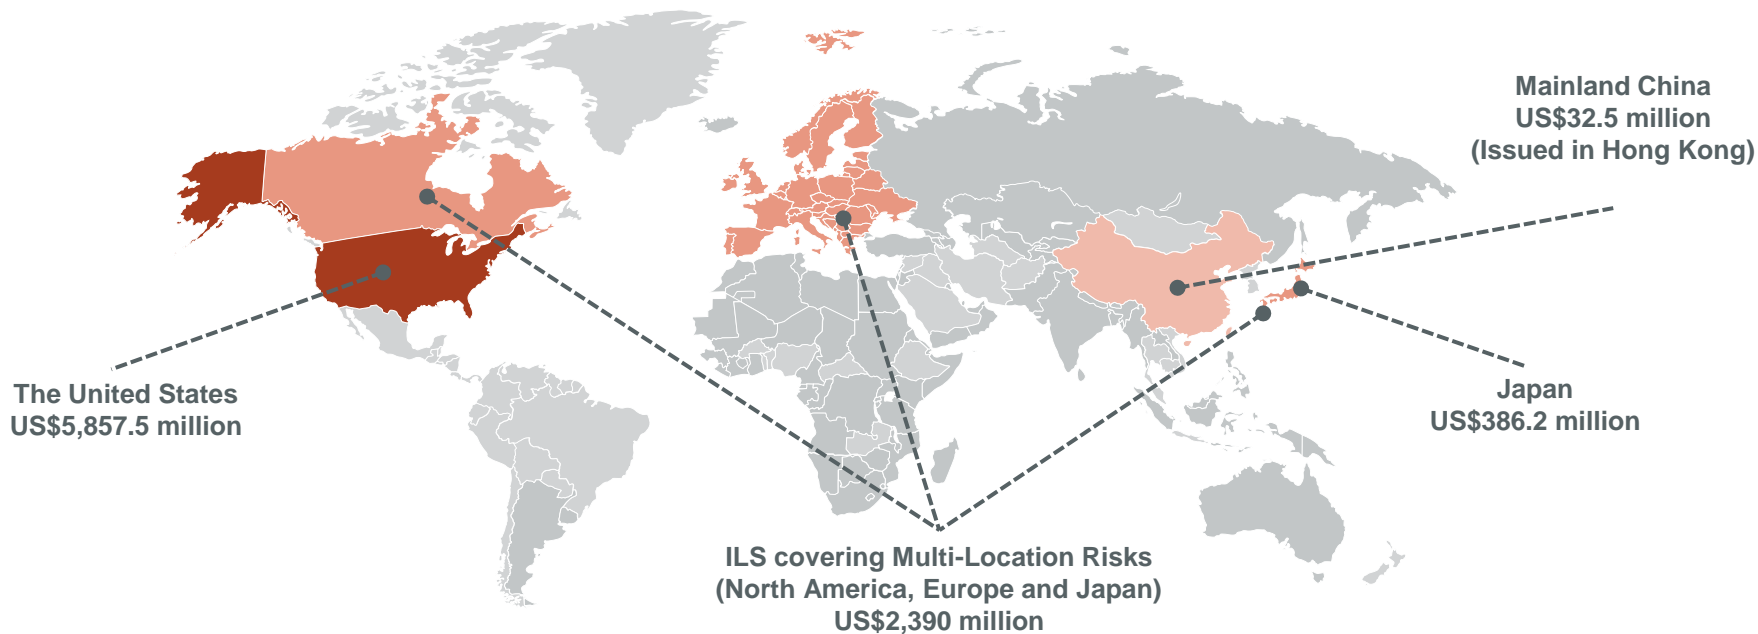 Mainland China
US$32.5 million
(Issued in Hong Kong)
The United States
US$5,857.5 million
Japan
US$386.2 million
ILS covering Multi-Location Risks
(North America, Europe and Japan)
US$2,390 million